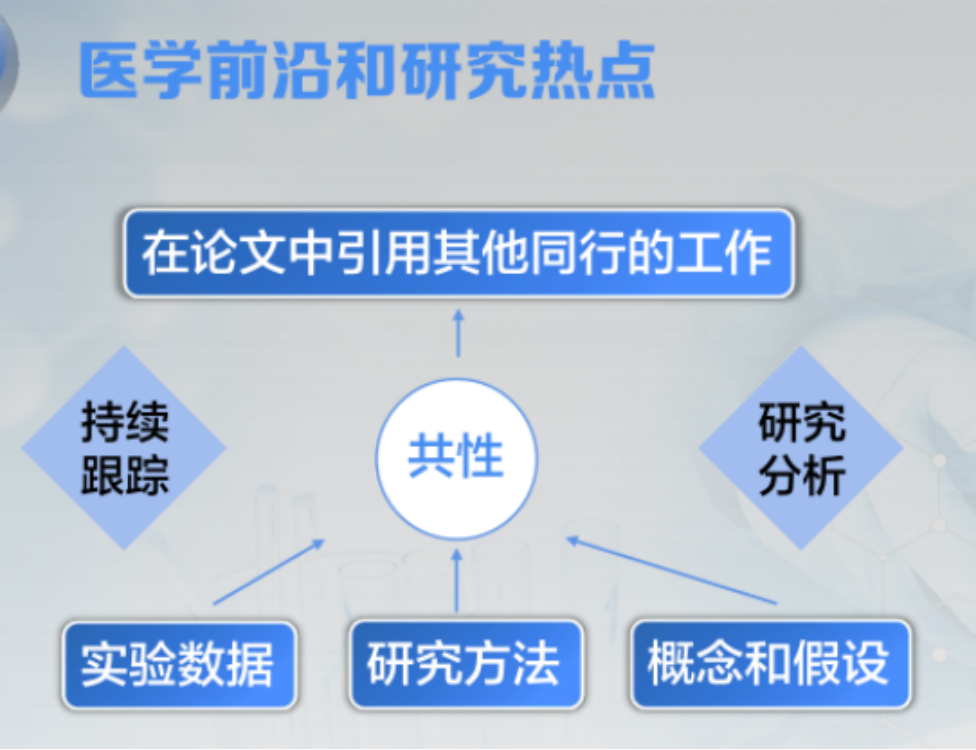 医学前沿和研究热点
在论文中引用其他同行的工作
持续
跟踪
共性
研究
分析
实验数据
研究方法
概念和假设